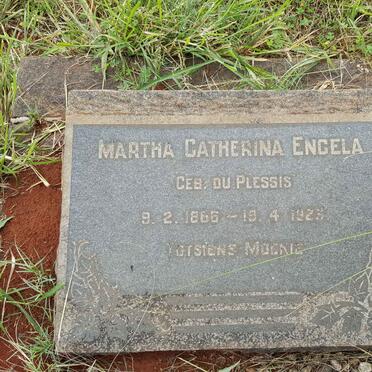 MARTHA CATHERINA ENGELA
GEB. DU PLESSIS
9-2-1866 - 19-4-1923
TOTSIENS MOEKIE